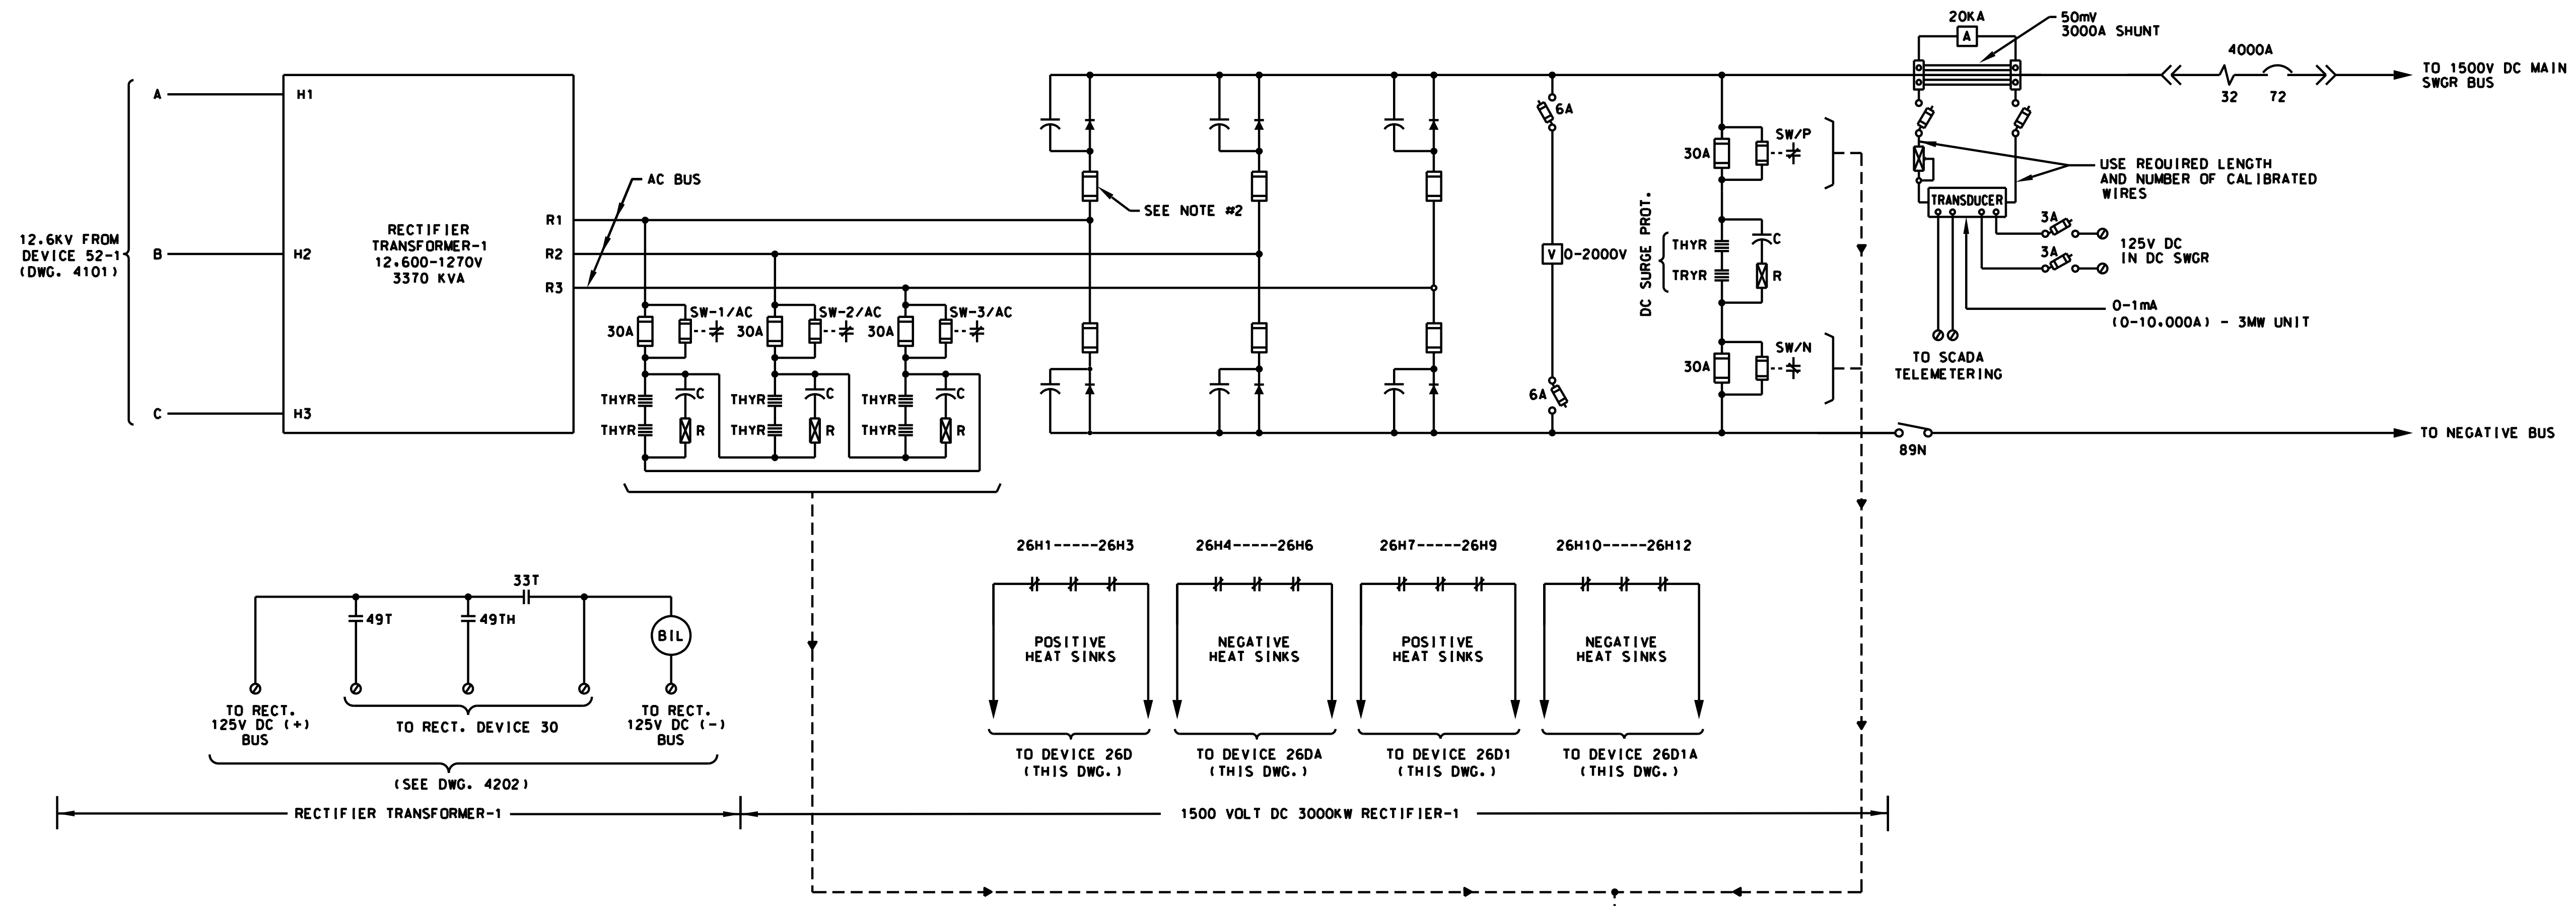 20KA
A
50mV
3000A SHUNT
4000A
32
72
TO 1500V DC MAIN
SWGR BUS
A
B
C
12.6KV FROM
DEVICE 52-1
(DWG. 4101)
H1
H2
H3
RECTIFIER
TRANSFORMER-1
12.600-1270V
3370 KVA
R1
R2
R3
AC BUS
SEE NOTE #2
30A
SW-1/AC
30A
SW-2/AC
30A
SW-3/AC
THYR
C
THYR
R
THYR
C
THYR
R
THYR
C
THYR
R
6A
V
0-2000V
6A
DC SURGE PROT.
30A
SW/P
THYR
C
TRYR
R
30A
SW/N
USE REQUIRED LENGTH
AND NUMBER OF CALIBRATED
WIRES
TRANSDUCER
3A
3A
125V DC
IN DC SWGR
0-1mA
(0-10.000A) - 3MW UNIT
TO SCADA
TELEMETERING
89N
TO NEGATIVE BUS
33T
49T
49TH
BIL
TO RECT.
125V DC (+)
BUS
TO RECT. DEVICE 30
TO RECT.
125V DC (-)
BUS
(SEE DWG. 4202)
26H1-----26H3
26H4-----26H6
26H7-----26H9
26H10-----26H12
POSITIVE
HEAT SINKS
NEGATIVE
HEAT SINKS
POSITIVE
HEAT SINKS
NEGATIVE
HEAT SINKS
TO DEVICE 26D
(THIS DWG.)
TO DEVICE 26DA
(THIS DWG.)
TO DEVICE 26D1
(THIS DWG.)
TO DEVICE 26D1A
(THIS DWG.)
RECTIFIER TRANSFORMER-1
1500 VOLT DC 3000KW RECTIFIER-1